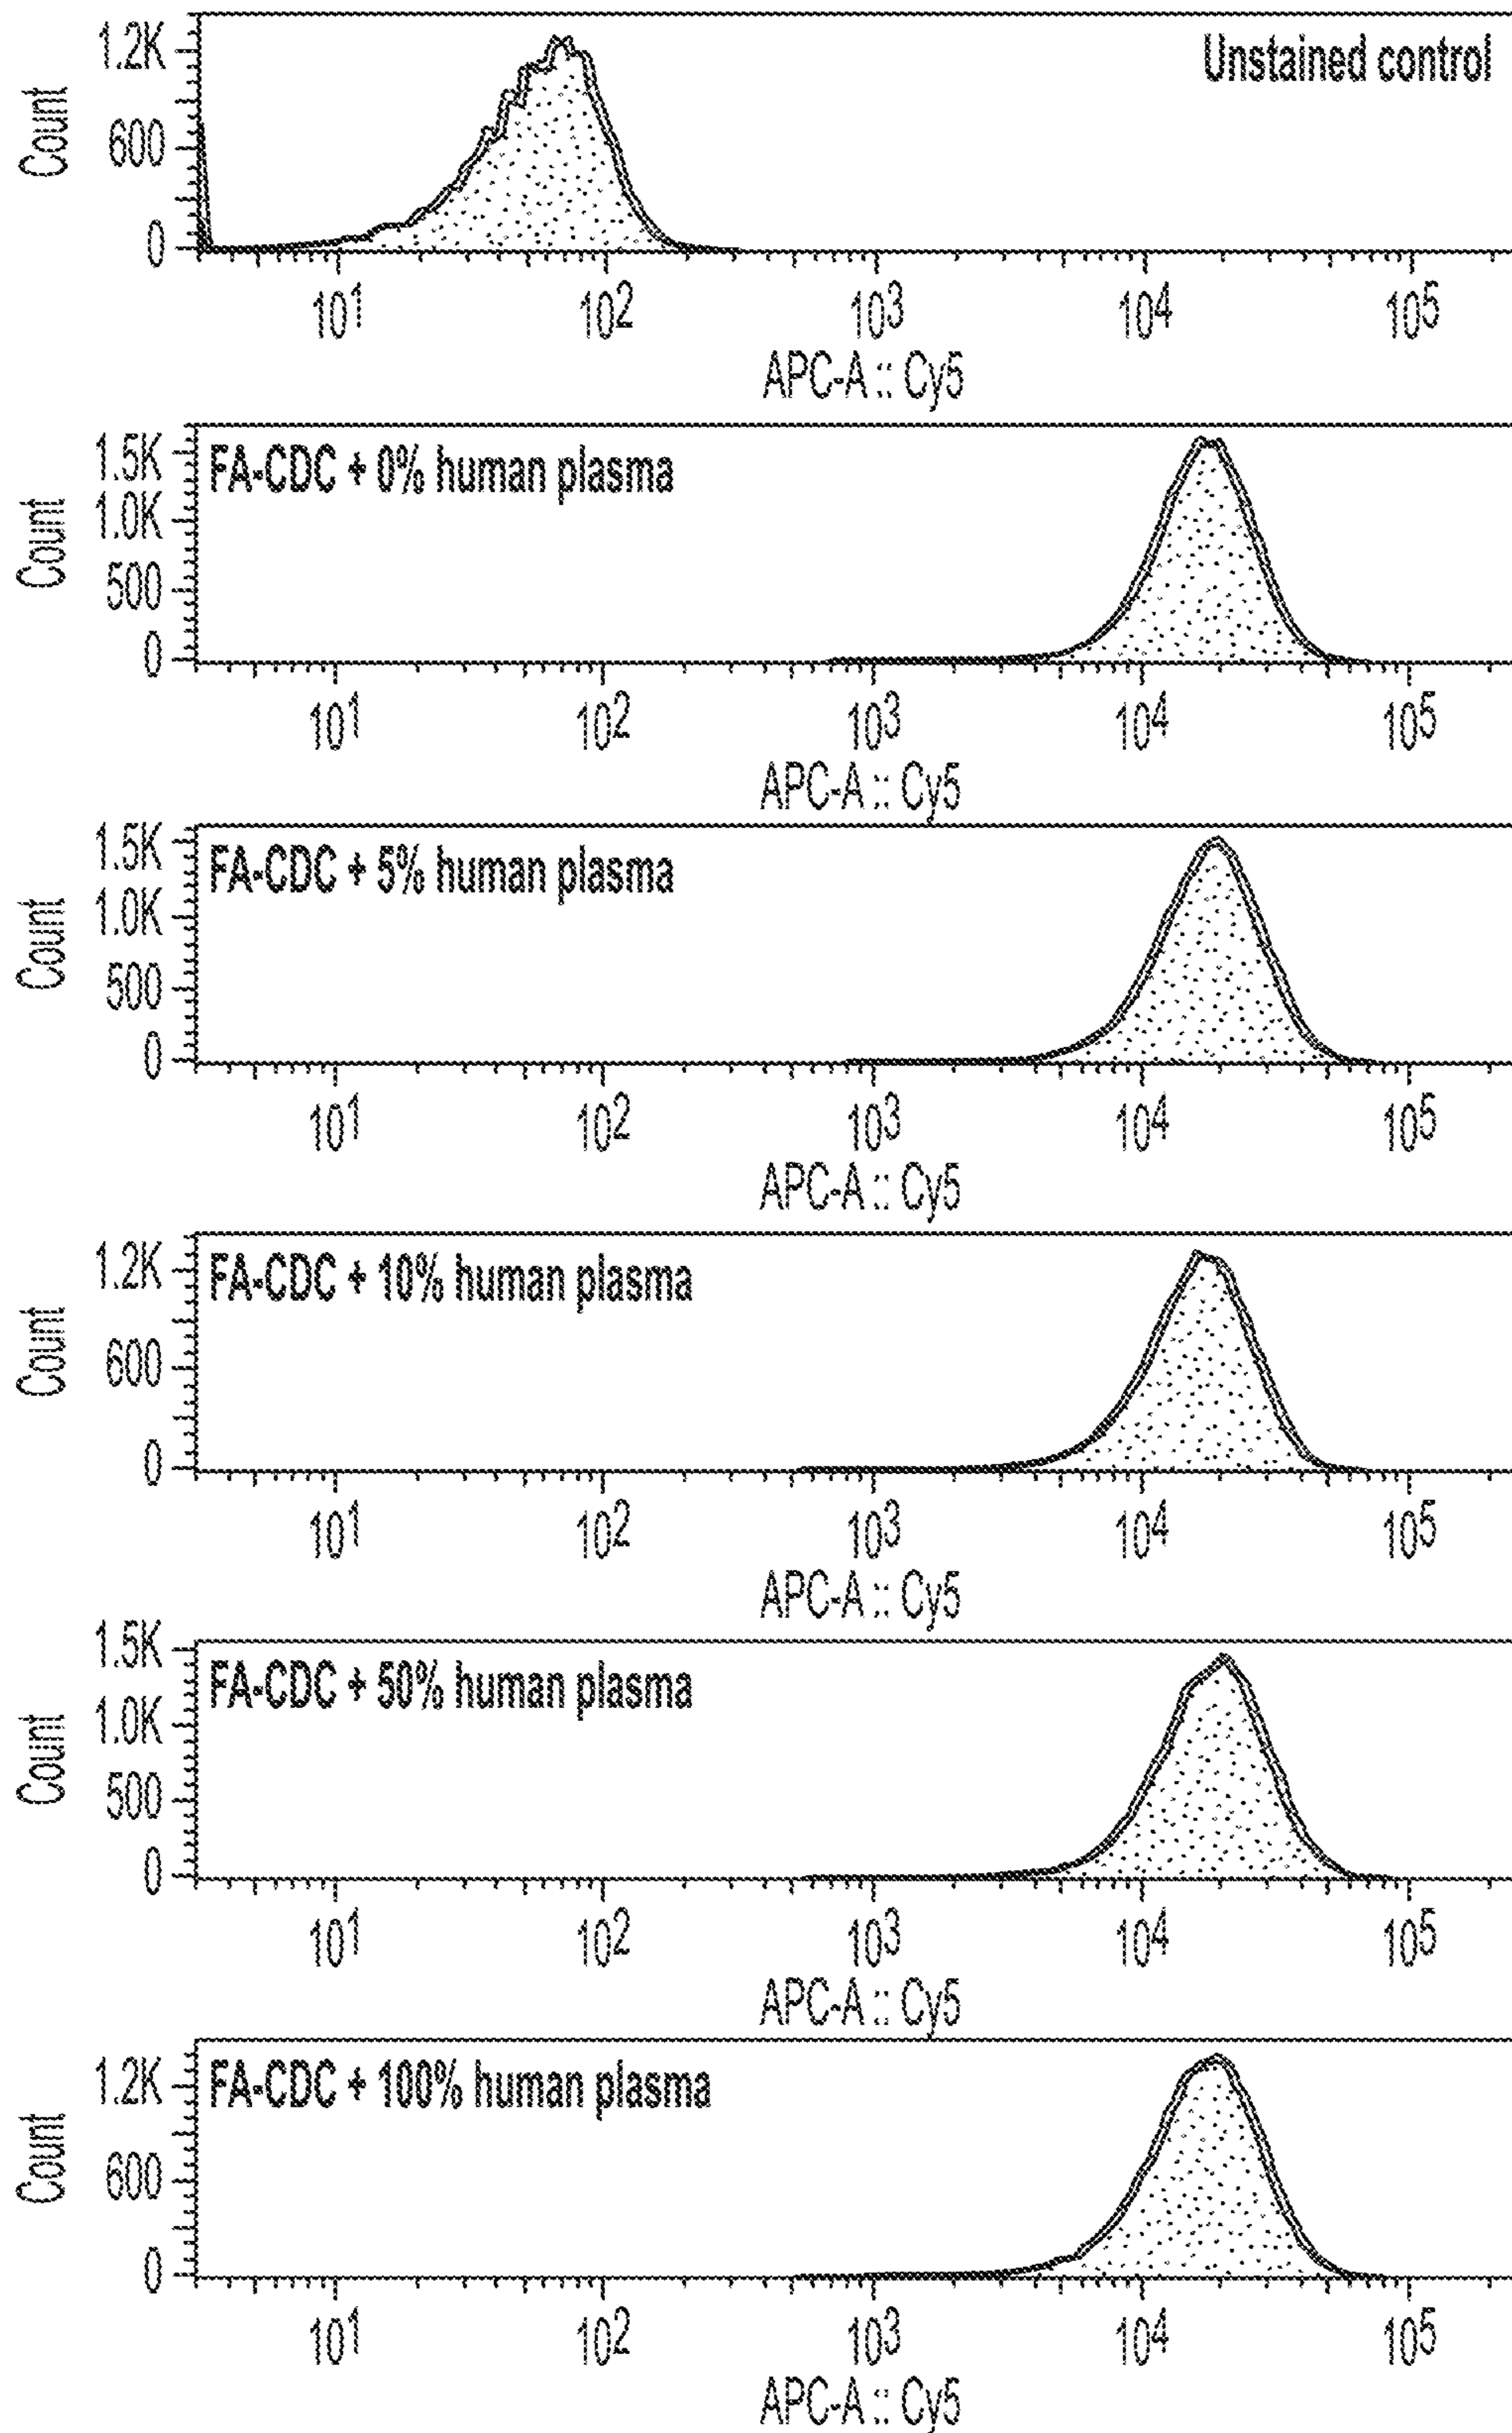 Unstained control
Count
1.2K
600
0
10¹ 10² 10³ 10⁴ 10⁵
APC-A :: Cy5
FA-CDC + 0% human plasma
Count
1.5K
1.0K
500
0
10¹ 10² 10³ 10⁴ 10⁵
APC-A :: Cy5
FA-CDC + 5% human plasma
Count
1.5K
1.0K
500
0
10¹ 10² 10³ 10⁴ 10⁵
APC-A :: Cy5
FA-CDC + 10% human plasma
Count
1.2K
600
0
10¹ 10² 10³ 10⁴ 10⁵
APC-A :: Cy5
FA-CDC + 50% human plasma
Count
1.5K
1.0K
500
0
10¹ 10² 10³ 10⁴ 10⁵
APC-A :: Cy5
FA-CDC + 100% human plasma
Count
1.2K
600
0
10¹ 10² 10³ 10⁴ 10⁵
APC-A :: Cy5